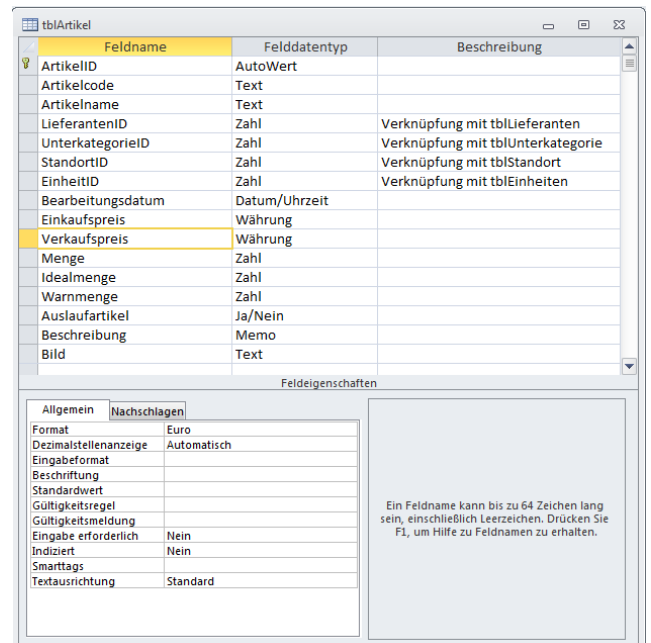 tblArtikel
Feldname Felddatentyp Beschreibung
ArtikelID AutoWert
Artikelcode Text
Artikelname Text
LieferantenID Zahl Verknüpfung mit tblLieferanten
UnterkategorieID Zahl Verknüpfung mit tblUnterkategorie
StandortID Zahl Verknüpfung mit tblStandort
EinheitID Zahl Verknüpfung mit tblEinheiten
Bearbeitungsdatum Datum/Uhrzeit
Einkaufspreis Währung
Verkaufspreis Währung
Menge Zahl
Idealmenge Zahl
Warnmenge Zahl
Auslaufartikel Ja/Nein
Beschreibung Memo
Bild Text
Feldeigenschaften
Allgemein Nachschlagen
Format Euro
Dezimalstellenanzeige Automatisch
Eingabeformat
Beschriftung
Standardwert
Gültigkeitsregel
Gültigkeitsmeldung
Eingabe erforderlich Nein
Indiziert Nein
Smarttags
Textausrichtung Standard
Ein Feldname kann bis zu 64 Zeichen lang
sein, einschließlich Leerzeichen. Drücken Sie
F1, um Hilfe zu Feldnamen zu erhalten.